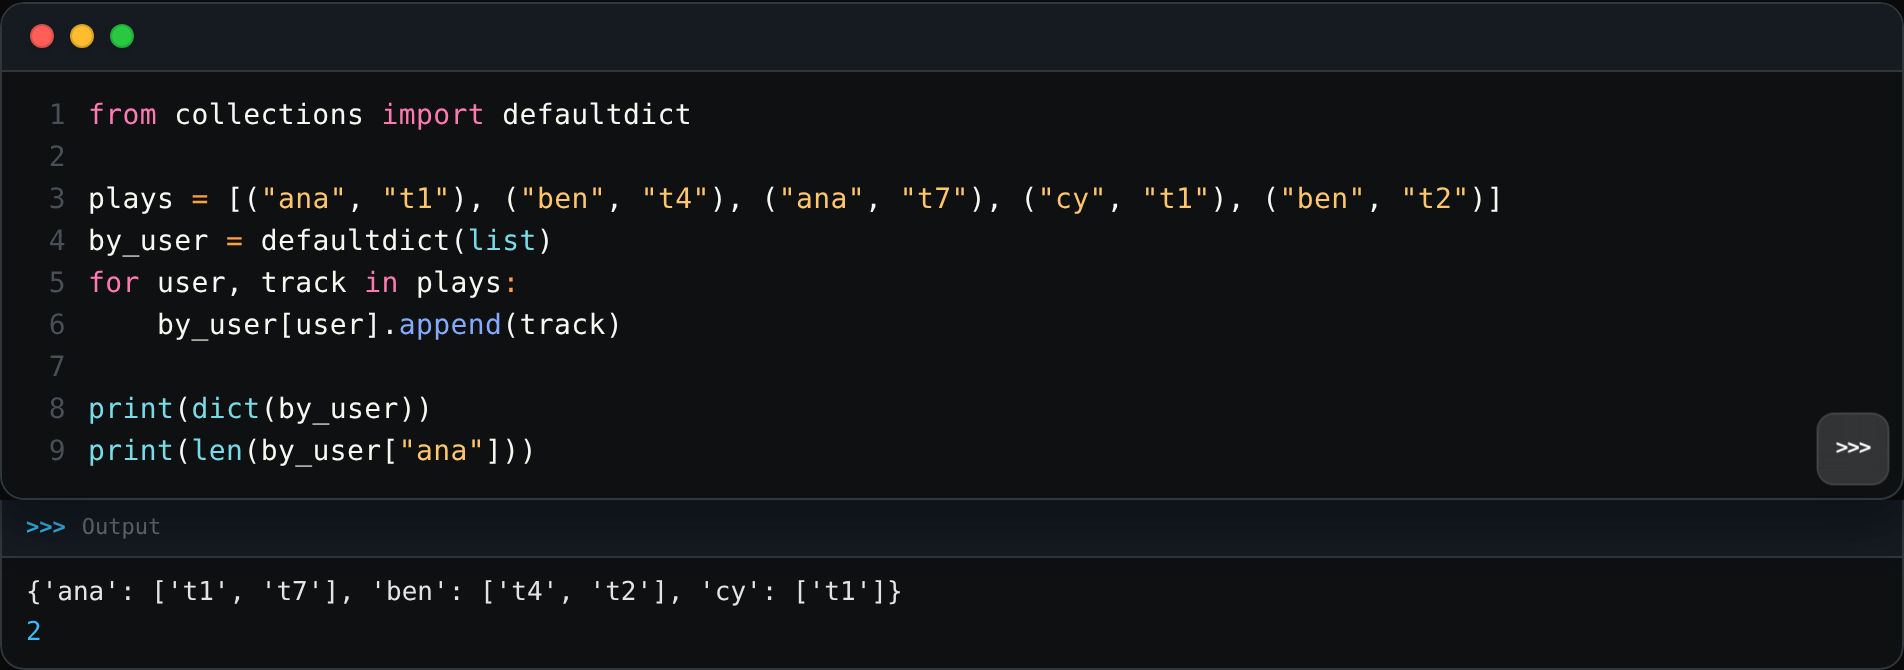 1 from collections import defaultdict
2
3 plays = [("ana", "t1"), ("ben", "t4"), ("ana", "t7"), ("cy", "t1"), ("ben", "t2")]
4 by_user = defaultdict(list)
5 for user, track in plays:
6     by_user[user].append(track)
7
8 print(dict(by_user))
9 print(len(by_user["ana"]))
>>>
>>> Output
{'ana': ['t1', 't7'], 'ben': ['t4', 't2'], 'cy': ['t1']}
2